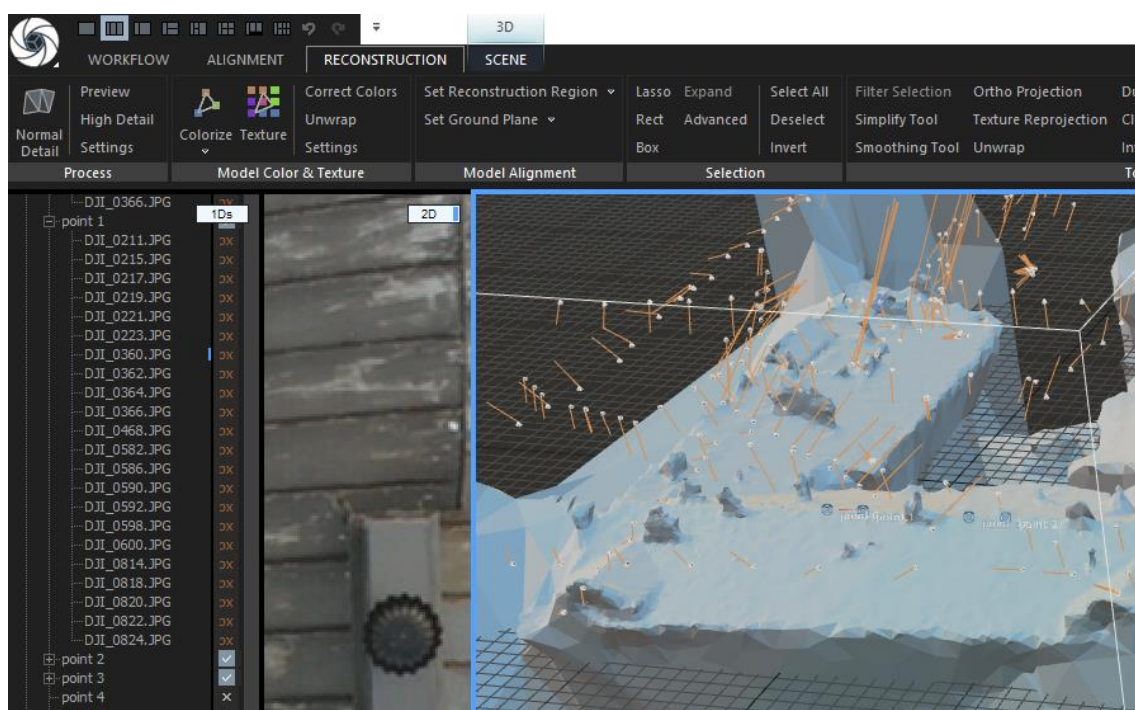 3D
WORKFLOW ALIGNMENT RECONSTRUCTION SCENE
Preview Correct Colors Set Reconstruction Region Lasso Expand Select All Filter Selection Ortho Projection
High Detail Unwrap Set Ground Plane Rect Advanced Deselect Simplify Tool Texture Reprojection
Normal Detail Settings Colorize Texture Settings Box Invert Smoothing Tool Unwrap
Process Model Color & Texture Model Alignment Selection
DJI_0366.JPG
1Ds 2D
point 1
DJI_0211.JPG
DJI_0215.JPG
DJI_0217.JPG
DJI_0219.JPG
DJI_0221.JPG
DJI_0223.JPG
DJI_0360.JPG
DJI_0362.JPG
DJI_0364.JPG
DJI_0366.JPG
DJI_0468.JPG
DJI_0582.JPG
DJI_0586.JPG
DJI_0590.JPG
DJI_0592.JPG
DJI_0598.JPG
DJI_0600.JPG
DJI_0814.JPG
DJI_0818.JPG
DJI_0820.JPG
DJI_0822.JPG
DJI_0824.JPG
point 2
point 3
point 4